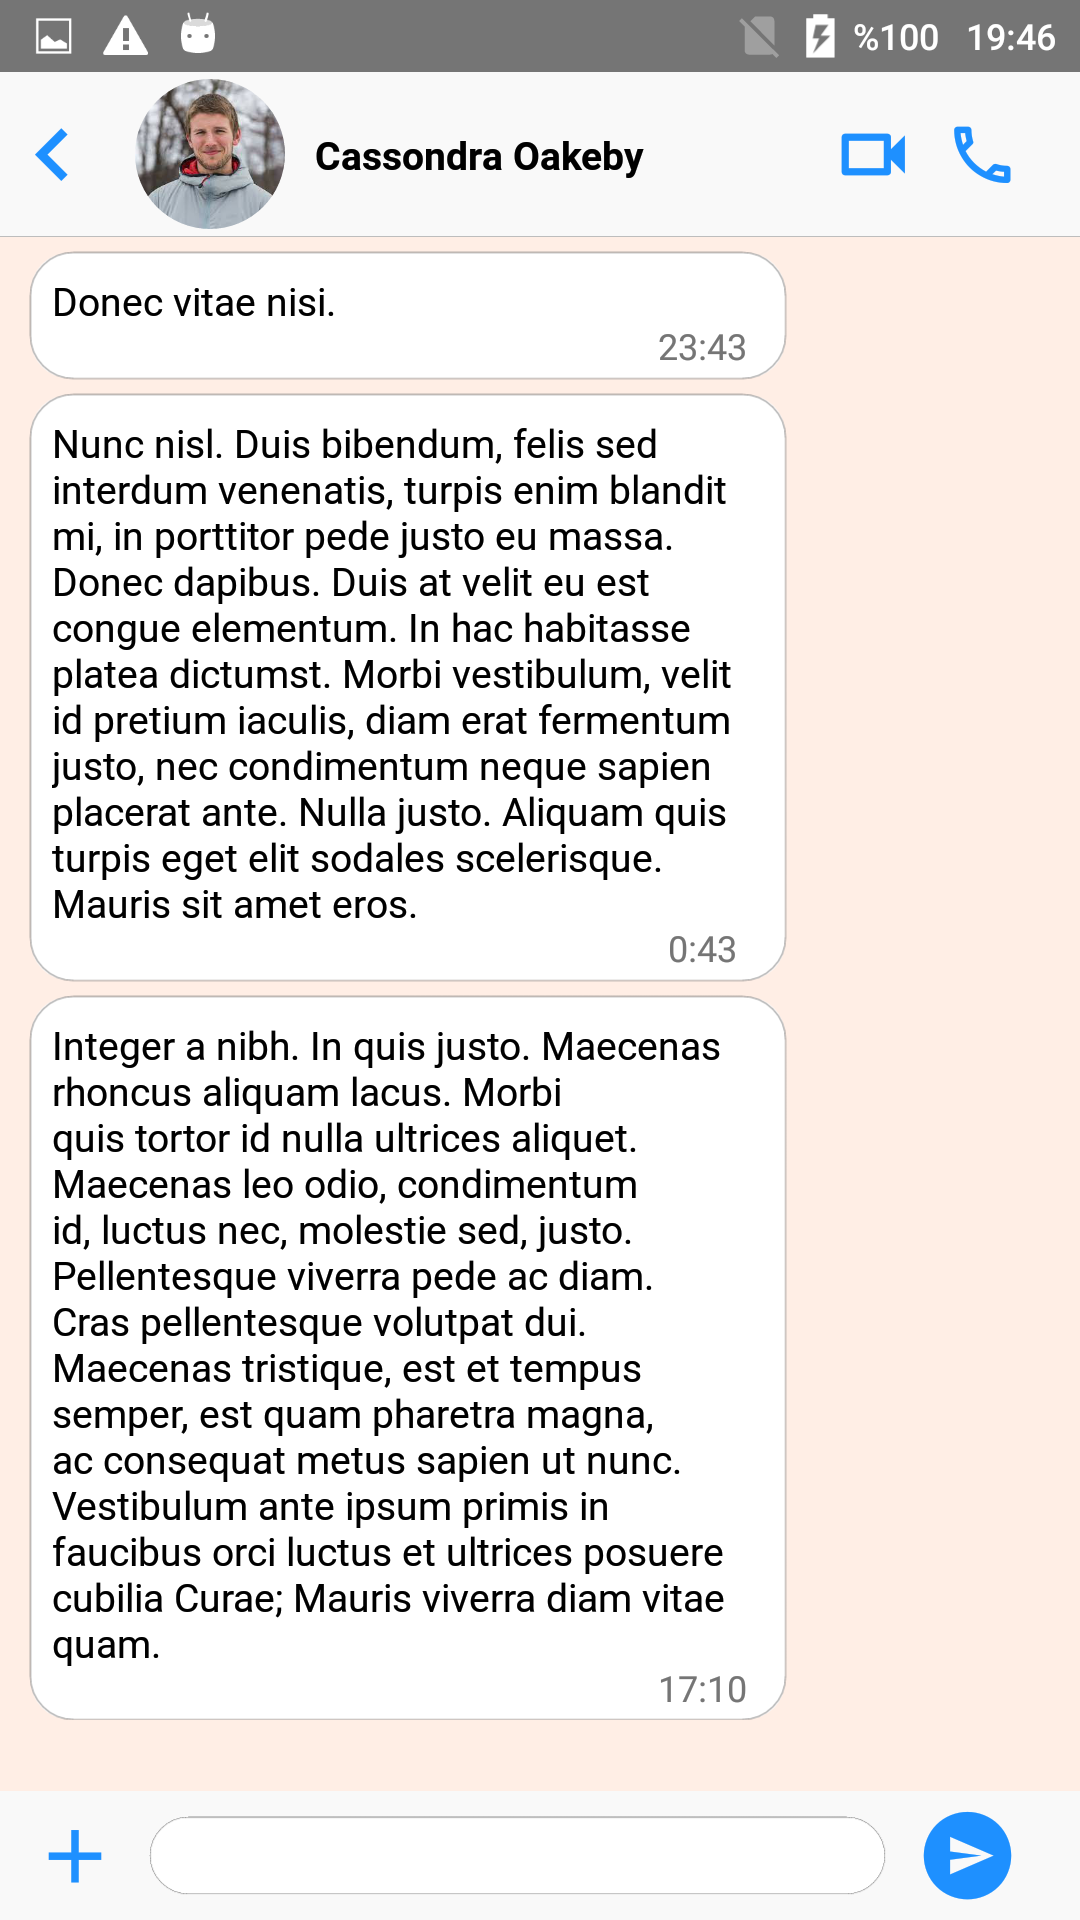 %100 19:46
Cassondra Oakeby
Donec vitae nisi.
23:43
Nunc nisl. Duis bibendum, felis sed
interdum venenatis, turpis enim blandit
mi, in porttitor pede justo eu massa.
Donec dapibus. Duis at velit eu est
congue elementum. In hac habitasse
platea dictumst. Morbi vestibulum, velit
id pretium iaculis, diam erat fermentum
justo, nec condimentum neque sapien
placerat ante. Nulla justo. Aliquam quis
turpis eget elit sodales scelerisque.
Mauris sit amet eros.
0:43
Integer a nibh. In quis justo. Maecenas
rhoncus aliquam lacus. Morbi
quis tortor id nulla ultrices aliquet.
Maecenas leo odio, condimentum
id, luctus nec, molestie sed, justo.
Pellentesque viverra pede ac diam.
Cras pellentesque volutpat dui.
Maecenas tristique, est et tempus
semper, est quam pharetra magna,
ac consequat metus sapien ut nunc.
Vestibulum ante ipsum primis in
faucibus orci luctus et ultrices posuere
cubilia Curae; Mauris viverra diam vitae
quam.
17:10